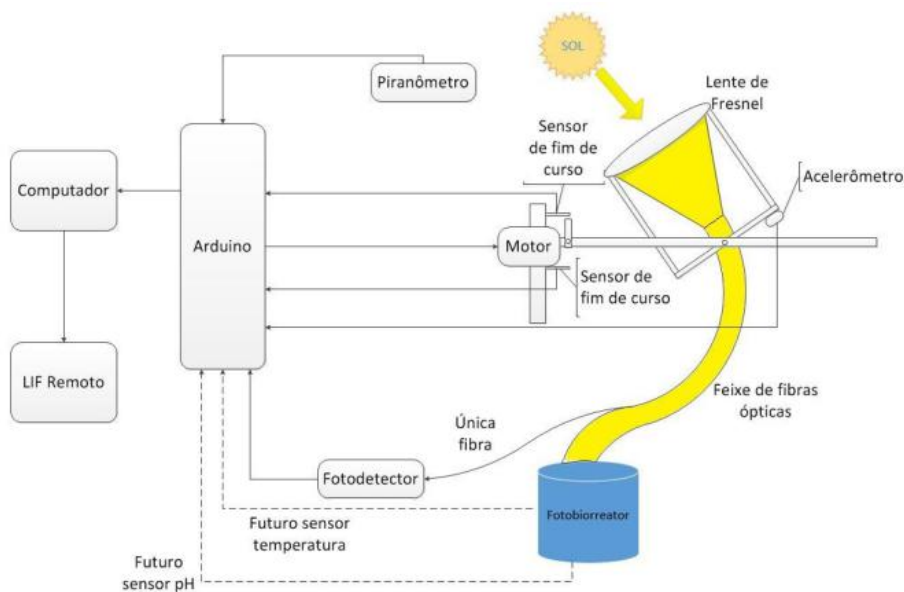 SOL
Lente de
Fresnel
Piranômetro
Sensor
de fim de
curso
Acelerômetro
Computador
Arduino
Motor
Sensor de
fim de curso
LIF Remoto
Feixe de fibras
ópticas
Única
fibra
Fotodetector
Fotobiorreator
Futuro sensor
temperatura
Futuro
sensor pH